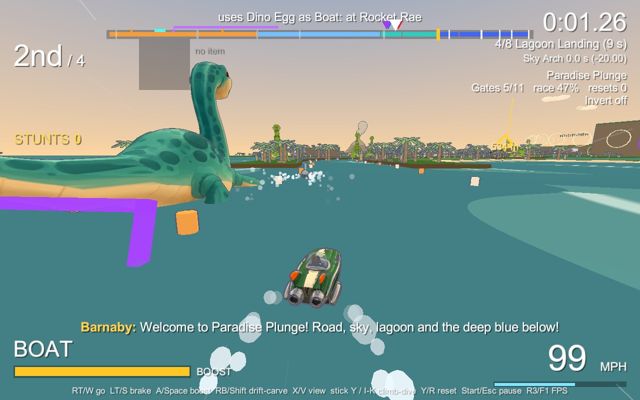 uses Dino Egg as Boat: at Rocket Rae
0:01.26
2nd / 4
no item
4/8 Lagoon Landing (9 s)
Sky Arch 0.0 s (-20.00)
Paradise Plunge
Gates 5/11 race 47% resets 0
Invert off
STUNTS 0
Barnaby: Welcome to Paradise Plunge! Road, sky, lagoon and the deep blue below!
BOAT
BOOST
99 MPH
RT/W go LT/S brake A/Space boost RB/Shift drift-carve X/V view stick Y / I-K climb-dive Y/R reset Start/Esc pause R3/F1 FPS